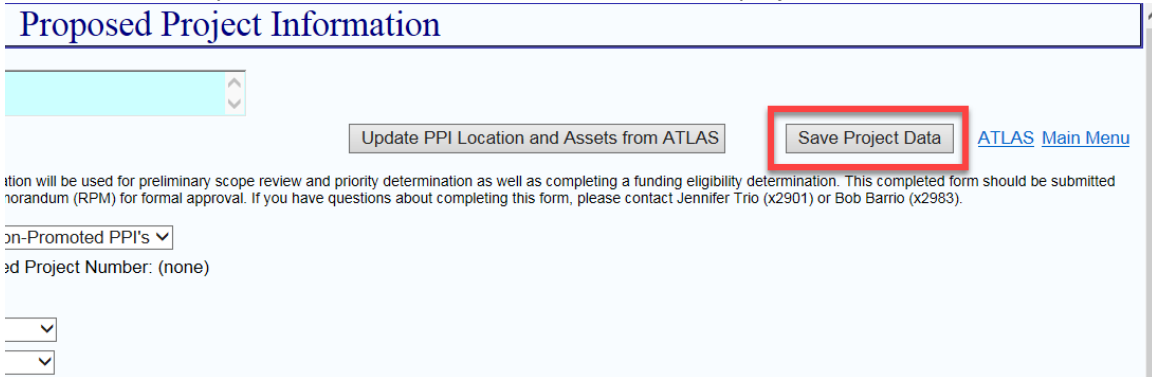 Proposed Project Information
Update PPI Location and Assets from ATLAS Save Project Data ATLAS Main Menu
ation will be used for preliminary scope review and priority determination as well as completing a funding eligibility determination. This completed form should be submitted
norandum (RPM) for formal approval. If you have questions about completing this form, please contact Jennifer Trio (x2901) or Bob Barrio (x2983).
on-Promoted PPI's
ed Project Number: (none)